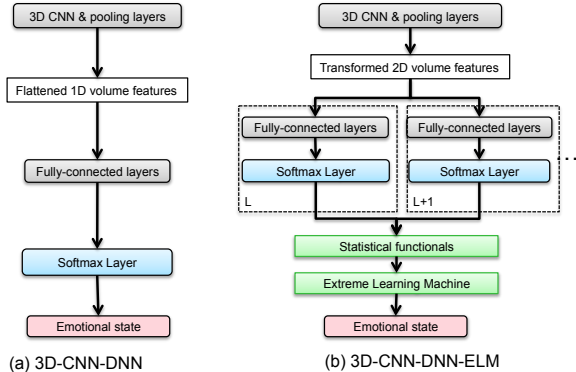 3D CNN & pooling layers
Flattened 1D volume features
Fully-connected layers
Softmax Layer
Emotional state
(a) 3D-CNN-DNN
3D CNN & pooling layers
Transformed 2D volume features
Fully-connected layers
Softmax Layer
L
Fully-connected layers
Softmax Layer
L+1
...
Statistical functionals
Extreme Learning Machine
Emotional state
(b) 3D-CNN-DNN-ELM